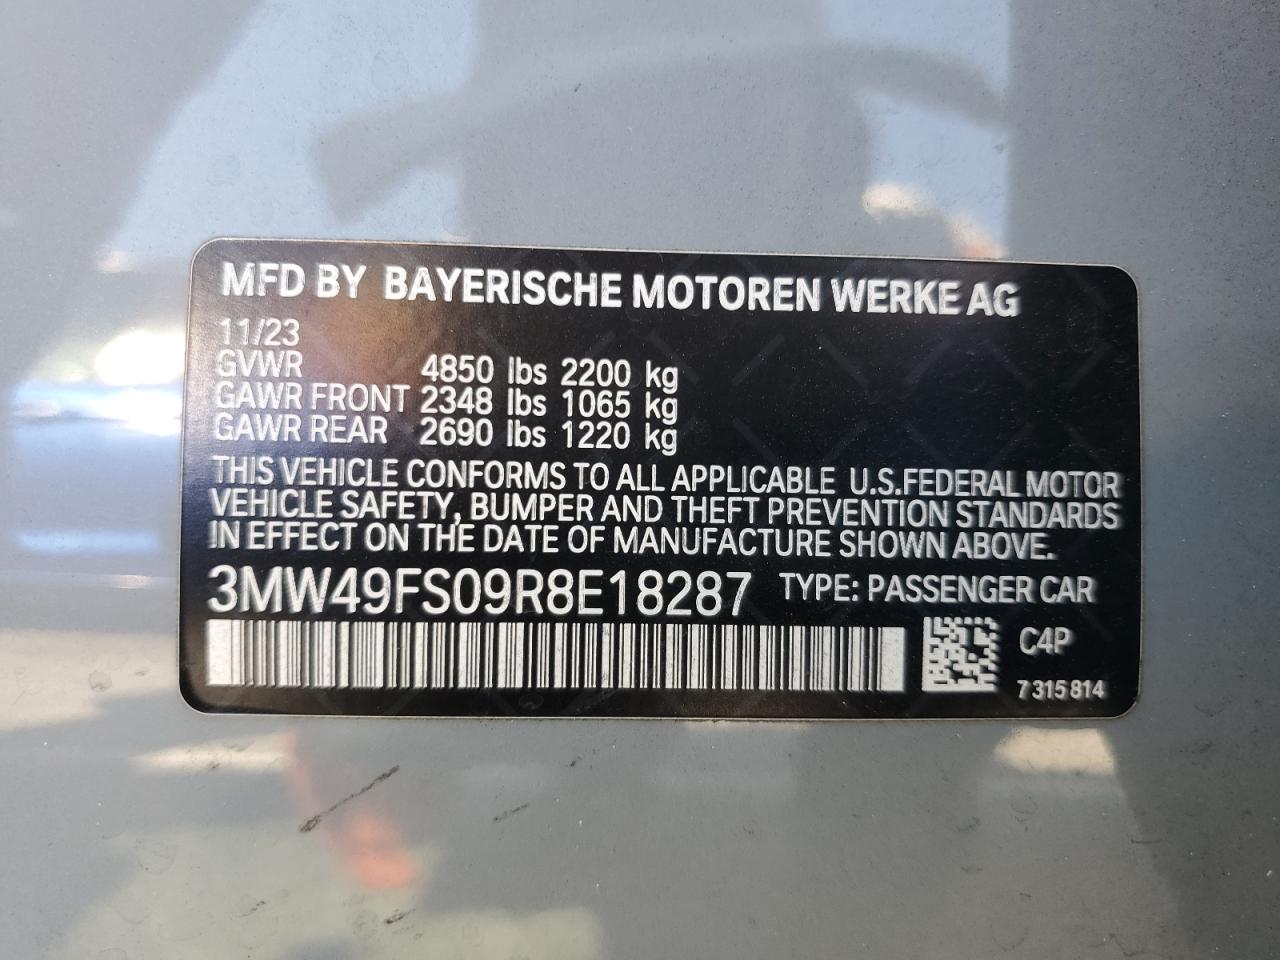 MFD BY BAYERISCHE MOTOREN WERKE AG
11/23
GVWR 4850 lbs 2200 kg
GAWR FRONT 2348 lbs 1065 kg
GAWR REAR 2690 lbs 1220 kg
THIS VEHICLE CONFORMS TO ALL APPLICABLE U.S.FEDERAL MOTOR
VEHICLE SAFETY, BUMPER AND THEFT PREVENTION STANDARDS
IN EFFECT ON THE DATE OF MANUFACTURE SHOWN ABOVE.
3MW49FS09R8E18287 TYPE: PASSENGER CAR
C4P
7 315 814